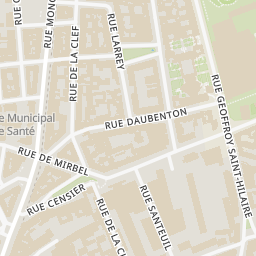 RUE MONG
RUE DE LA CLEF
RUE LARREY
RUE GEOFFROY SAINT-HILAIRE
RUE DAUBENTON
Municipal
Santé
RUE DE MIRBEL
RUE CENSIER
RUE SANTEUIL
RUE DE LA C